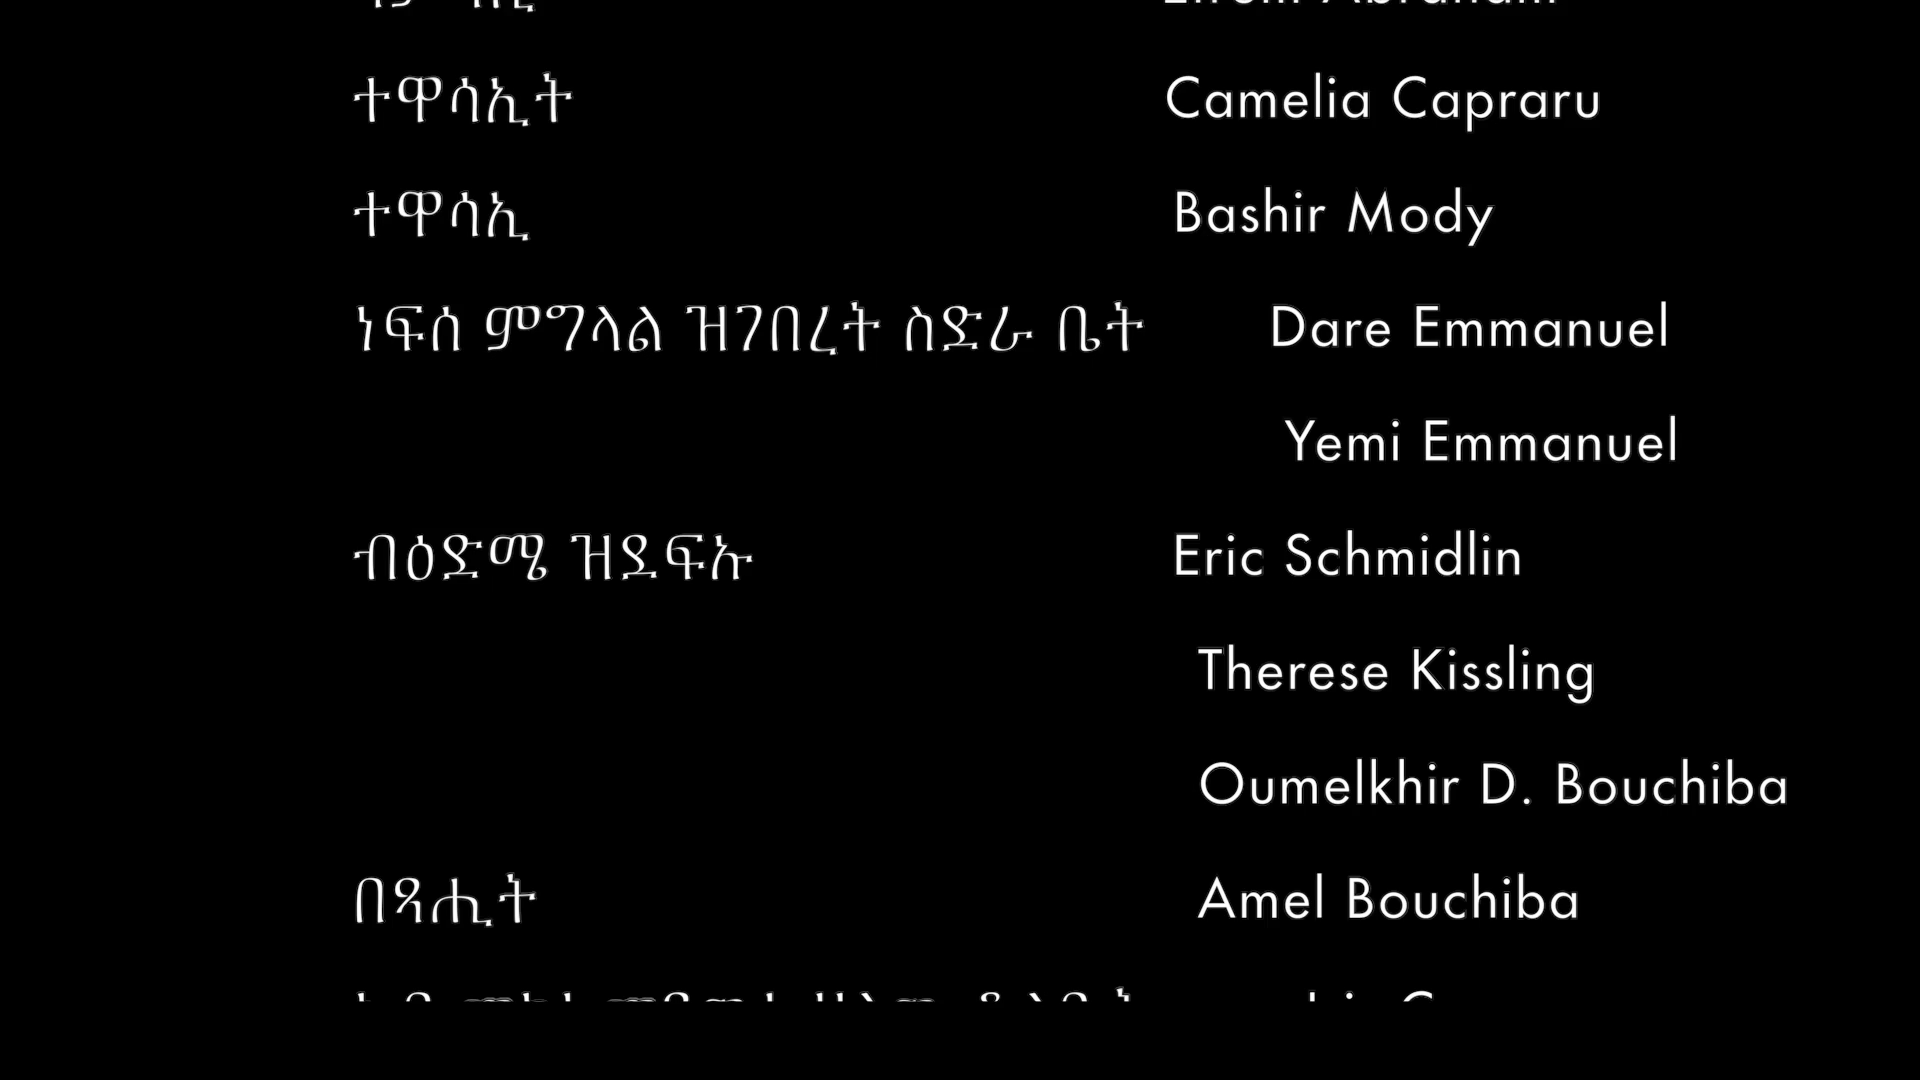 ተዋሳኢት Camelia Capraru
ተዋሳኢ Bashir Mody
ነፍሰ ምግላል ዝገበረት ስድራ ቤት Dare Emmanuel
Yemi Emmanuel
ብዕድሜ ዝደፍኡ Eric Schmidlin
Therese Kissling
Oumelkhir D. Bouchiba
በጻሒት Amel Bouchiba